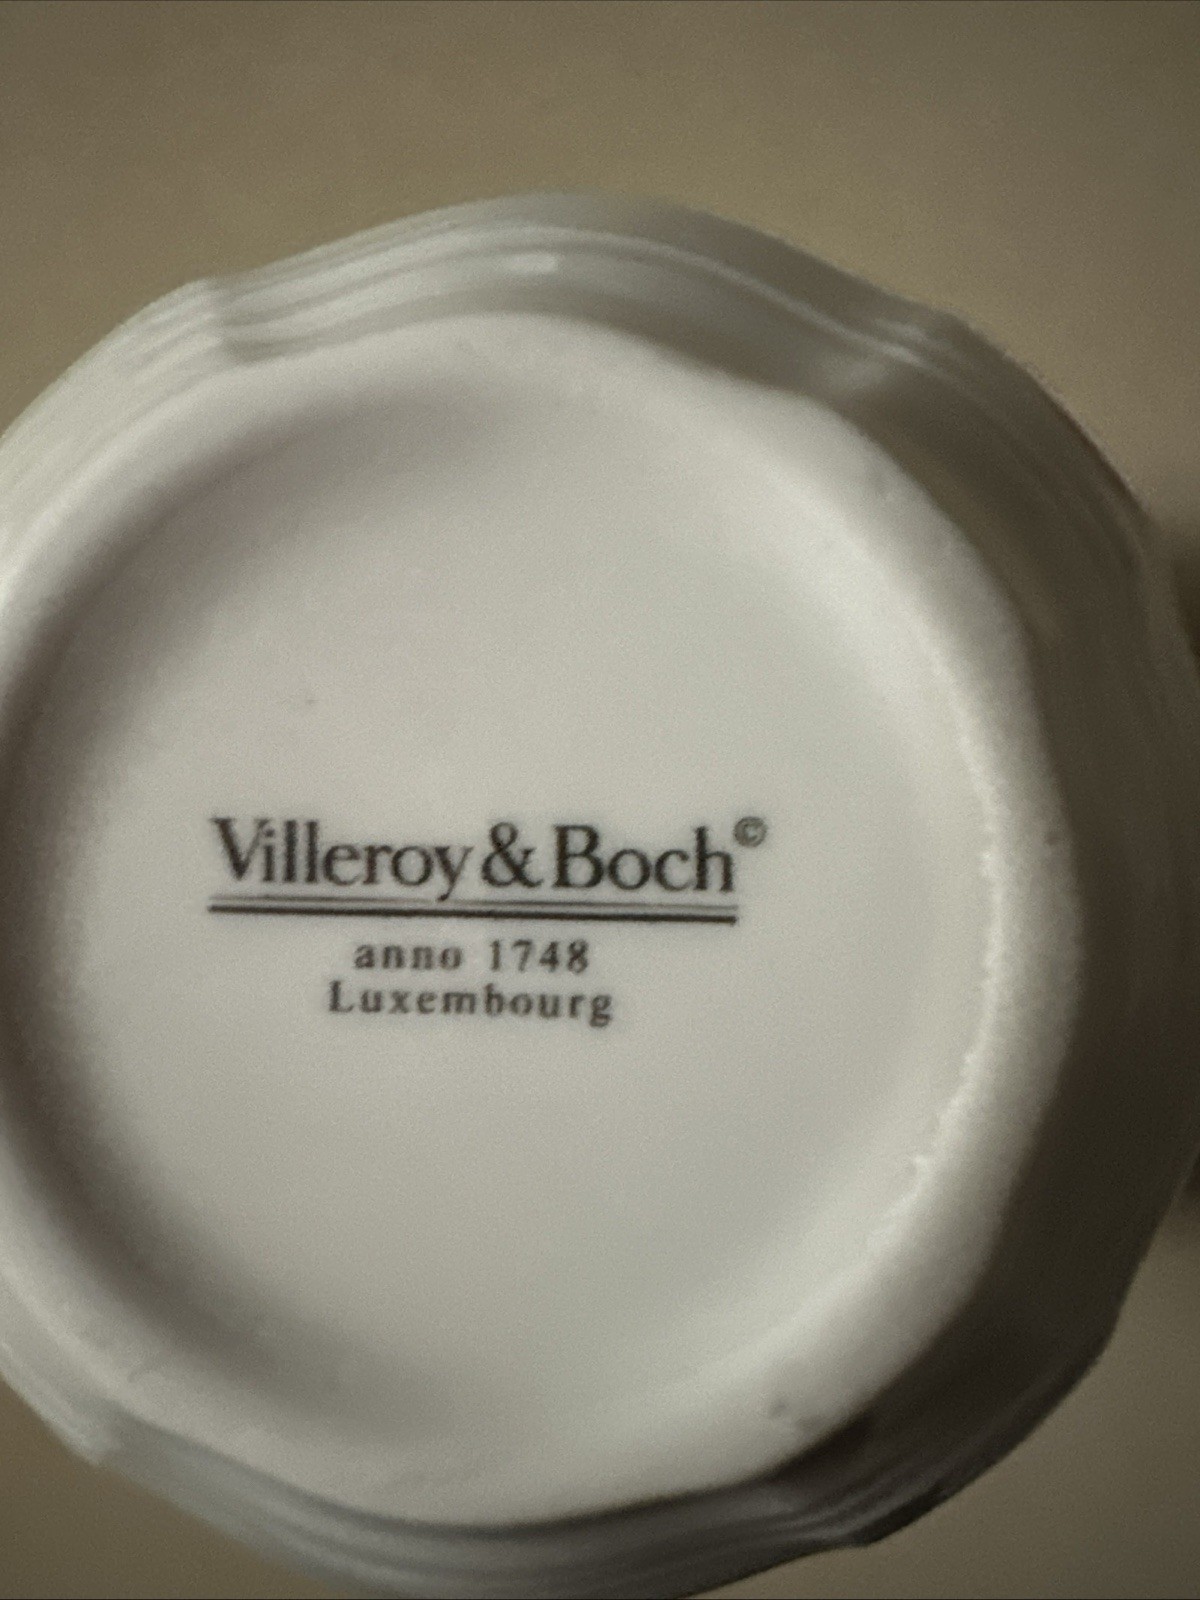 Villeroy & Boch©
anno 1748
Luxembourg